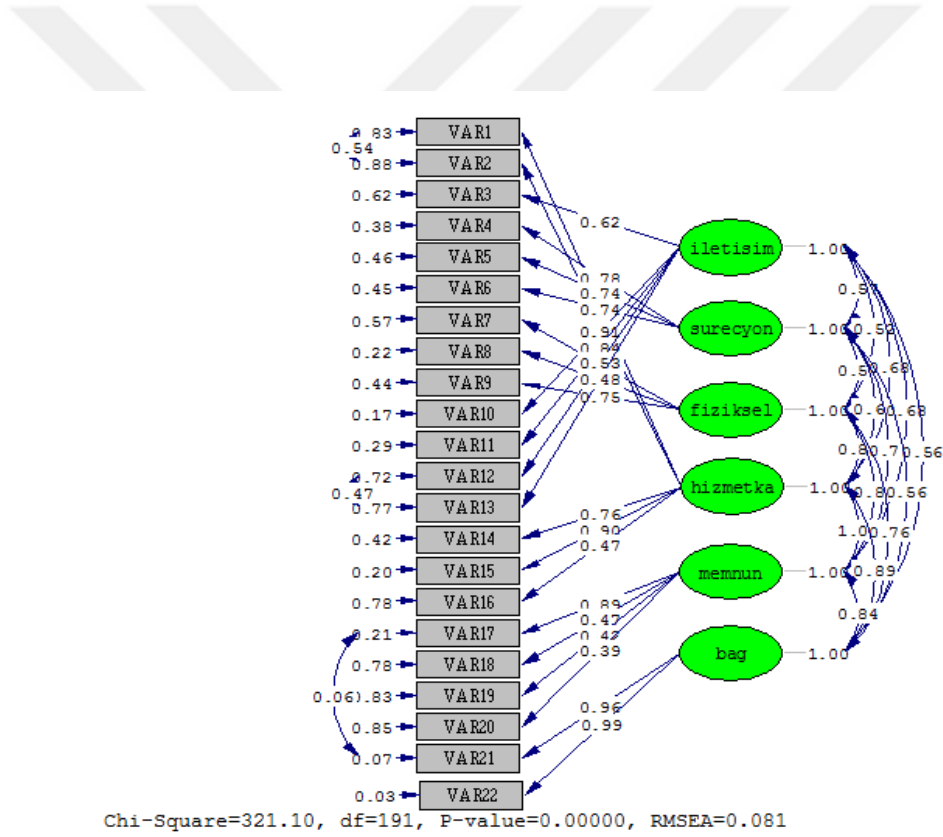 0.83 VAR1
0.54
0.88 VAR2
0.62 VAR3
0.62
0.38 VAR4
iletisim 1.00
0.46 VAR5
0.78
0.45 VAR6
0.74
0.74
0.57 VAR7
surecyon 1.00 0.52
0.91
0.84
0.22 VAR8
0.53
0.68
0.48
0.44 VAR9
0.75
fiziksel 1.00 0.68
0.17 VAR10
0.29 VAR11
0.56
0.72 VAR12
0.47
hizmetka 1.00 0.56
0.77 VAR13
0.76
0.90
0.76
0.42 VAR14
0.47
0.20 VAR15
memnun 1.00 0.89
0.78 VAR16
0.89
0.84
0.21 VAR17
0.47
0.42
0.78 VAR18
0.39
bag 1.00
0.06 0.83 VAR19
0.96
0.85 VAR20
0.99
0.07 VAR21
0.03 VAR22
Chi-Square=321.10, df=191, P-value=0.00000, RMSEA=0.081